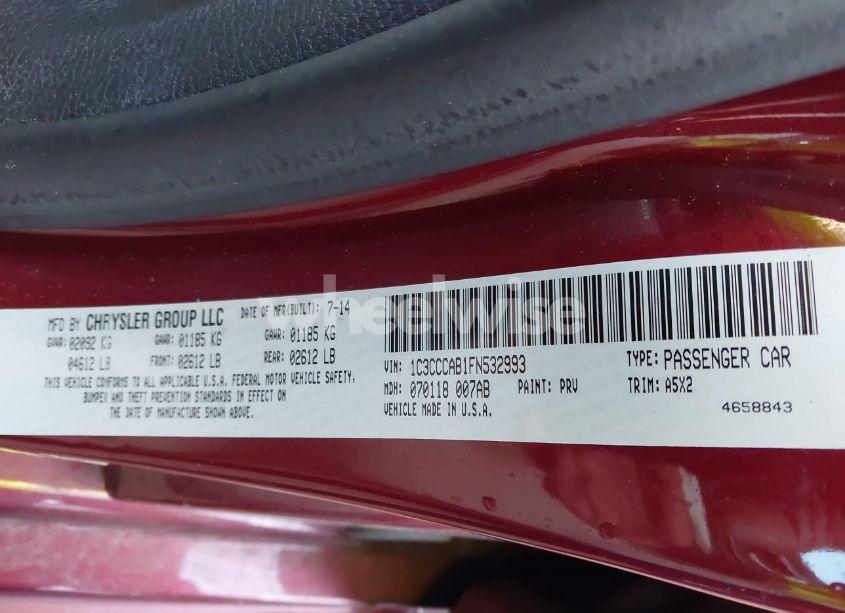 MFD BY CHRYSLER GROUP LLC
DATE OF MFR(BUILT): 7-14
GVWR: 02092 KG
GAWR: 01185 KG
GAWR: 01185 KG
04612 LB
FRONT: 02612 LB
REAR: 02612 LB
THIS VEHICLE CONFORMS TO ALL APPLICABLE U.S.A. FEDERAL MOTOR VEHICLE SAFETY,
BUMPER AND THEFT PREVENTION STANDARDS IN EFFECT ON
THE DATE OF MANUFACTURE SHOWN ABOVE.
VIN: 1C3CCCAB1FN532993
TYPE: PASSENGER CAR
MDH: 070118 007AB
PAINT: PRV
TRIM: A5X2
VEHICLE MADE IN U.S.A.
4658843
wheelwise